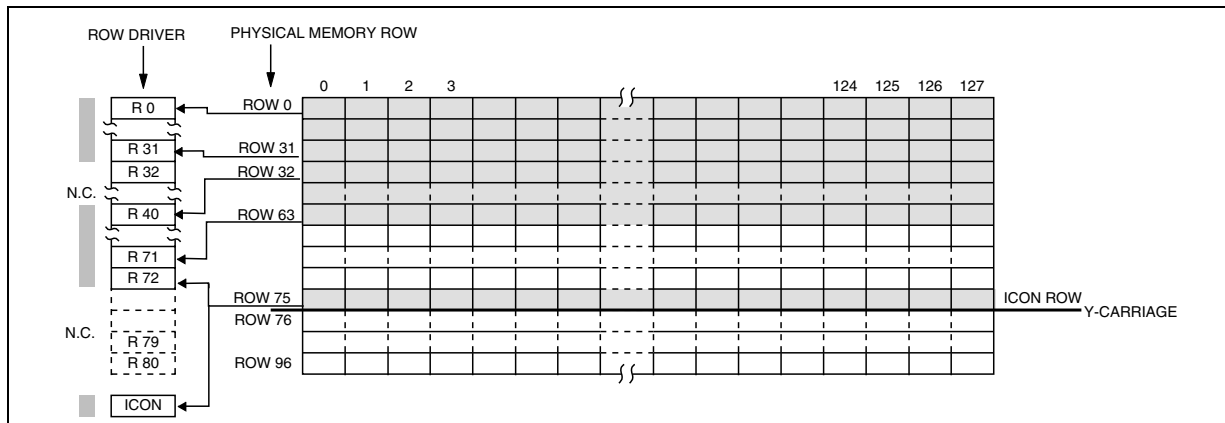 ROW DRIVER PHYSICAL MEMORY ROW
0 1 2 3 124 125 126 127
R 0 ROW 0
R 31 ROW 31
R 32 ROW 32
N.C.
R 40 ROW 63
R 71
R 72
ROW 75 ICON ROW
ROW 76 Y-CARRIAGE
N.C.
R 79
R 80 ROW 96
ICON